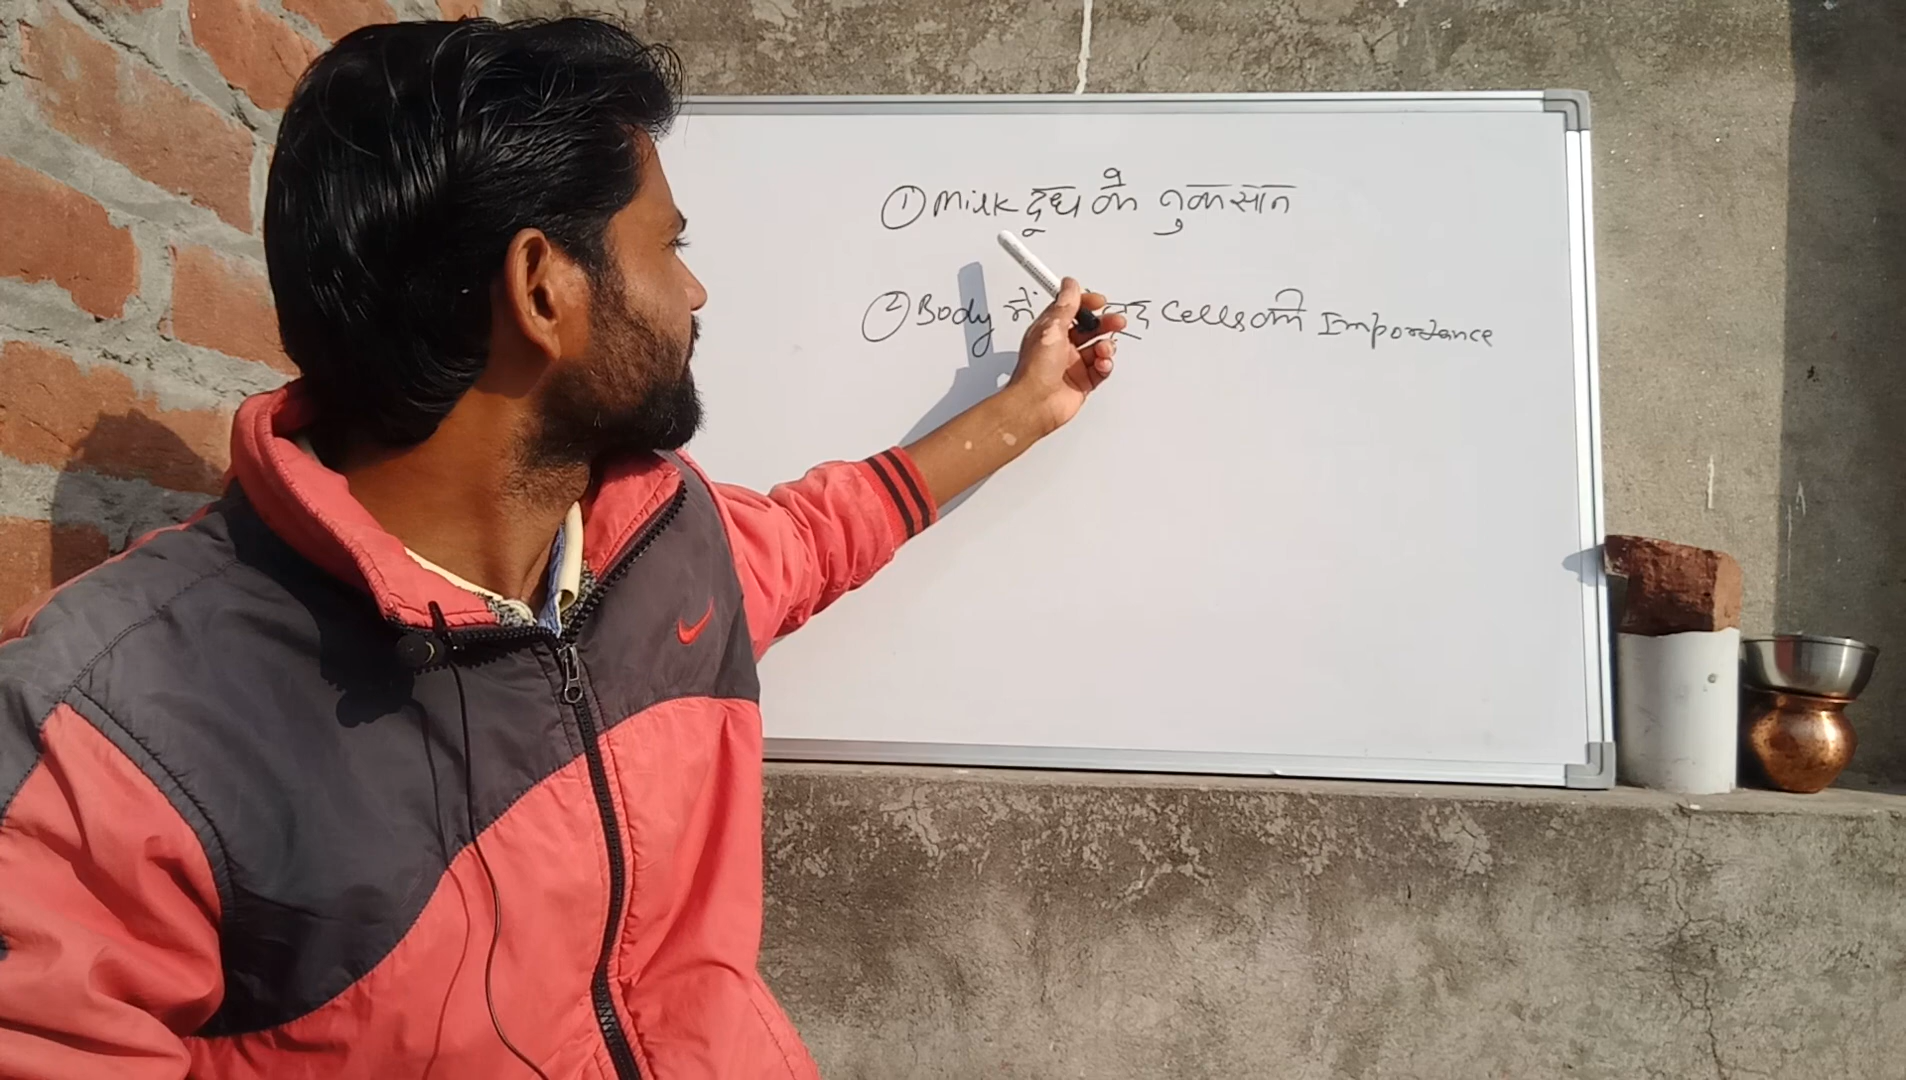 ① Milk दूध के नुकसान
② Body में Cells की Importance